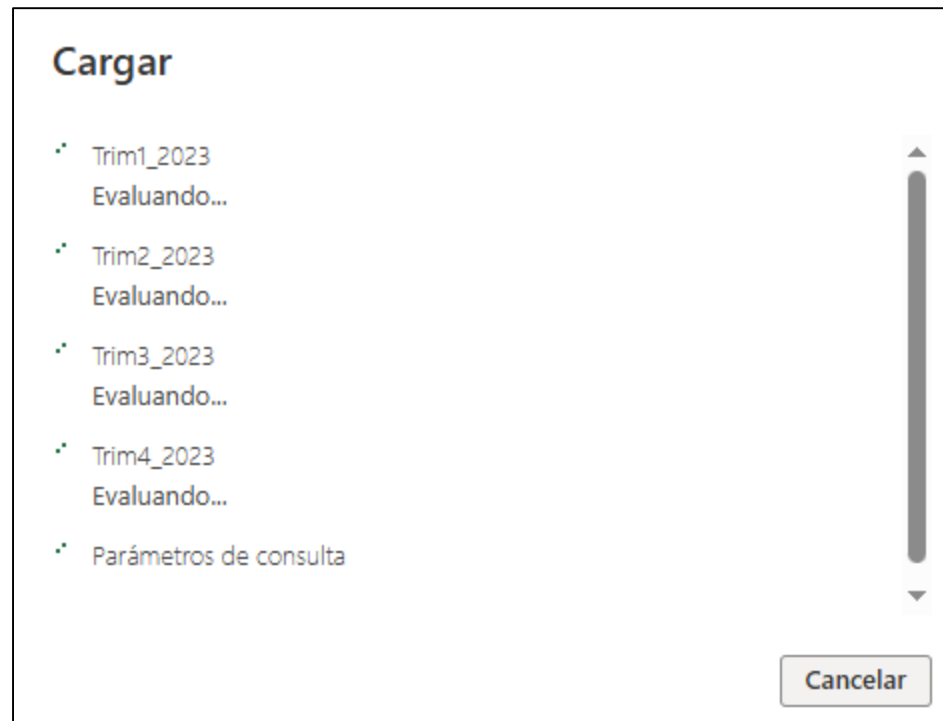 Cargar
Trim1_2023
Evaluando...
Trim2_2023
Evaluando...
Trim3_2023
Evaluando...
Trim4_2023
Evaluando...
Parámetros de consulta
Cancelar